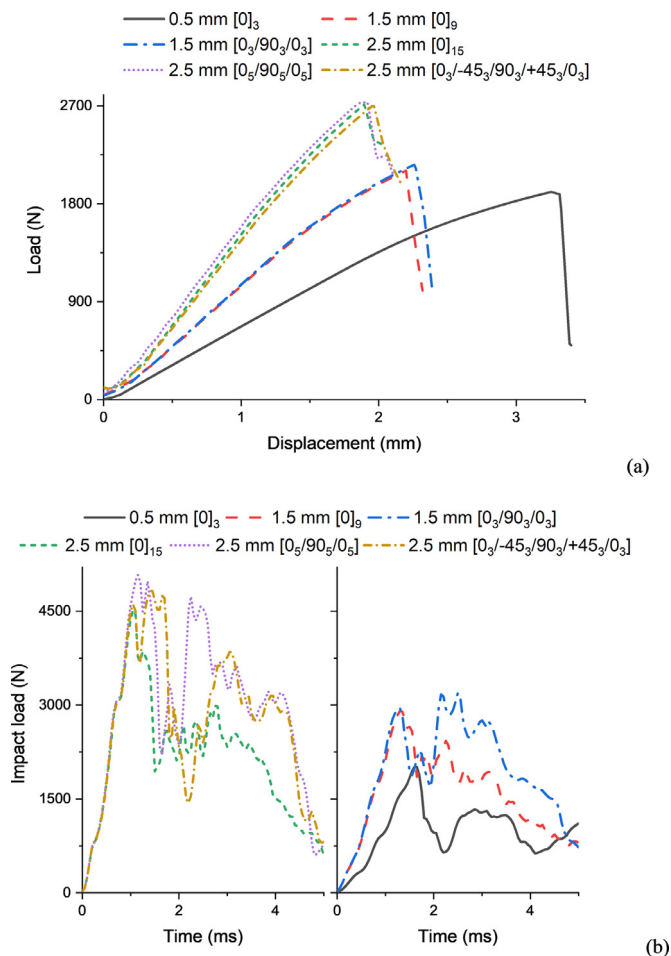 0.5 mm [0]₃ 1.5 mm [0]₉
1.5 mm [0₃/90₃/0₃] 2.5 mm [0]₁₅
2.5 mm [0₅/90₅/0₅] 2.5 mm [0₃/-45₃/90₃/+45₃/0₃]
2700
1800
900
0
Load (N)
0 1 2 3
Displacement (mm)
(a)
0.5 mm [0]₃ 1.5 mm [0]₉ 1.5 mm [0₃/90₃/0₃]
2.5 mm [0]₁₅ 2.5 mm [0₅/90₅/0₅] 2.5 mm [0₃/-45₃/90₃/+45₃/0₃]
4500
3000
1500
0
Impact load (N)
0 2 4 0 2 4
Time (ms) Time (ms)
(b)